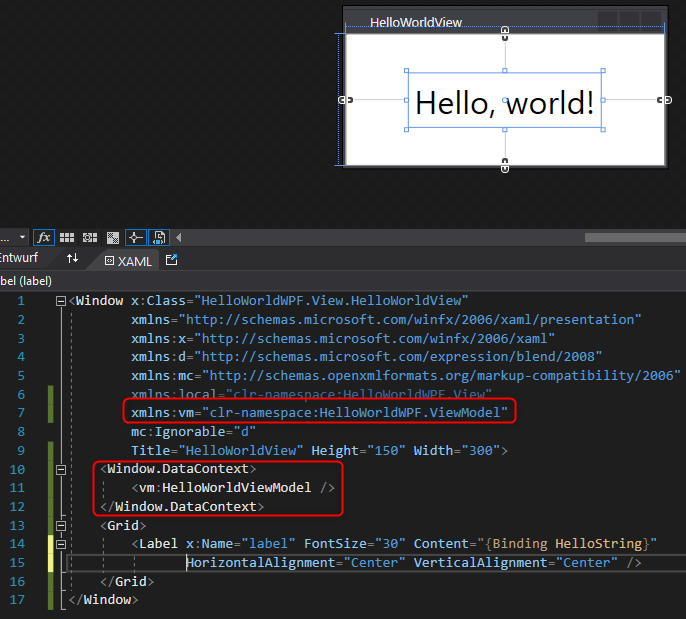 HelloWorldView
Hello, world!
...
fx
Entwurf
XAML
bel (label)
1 <Window x:Class="HelloWorldWPF.View.HelloWorldView"
2 xmlns="http://schemas.microsoft.com/winfx/2006/xaml/presentation"
3 xmlns:x="http://schemas.microsoft.com/winfx/2006/xaml"
4 xmlns:d="http://schemas.microsoft.com/expression/blend/2008"
5 xmlns:mc="http://schemas.openxmlformats.org/markup-compatibility/2006"
6 xmlns:local="clr-namespace:HelloWorldWPF.View"
7 xmlns:vm="clr-namespace:HelloWorldWPF.ViewModel"
8 mc:Ignorable="d"
9 Title="HelloWorldView" Height="150" Width="300">
10 <Window.DataContext>
11 <vm:HelloWorldViewModel />
12 </Window.DataContext>
13 <Grid>
14 <Label x:Name="label" FontSize="30" Content="{Binding HelloString}"
15 HorizontalAlignment="Center" VerticalAlignment="Center" />
16 </Grid>
17 </Window>